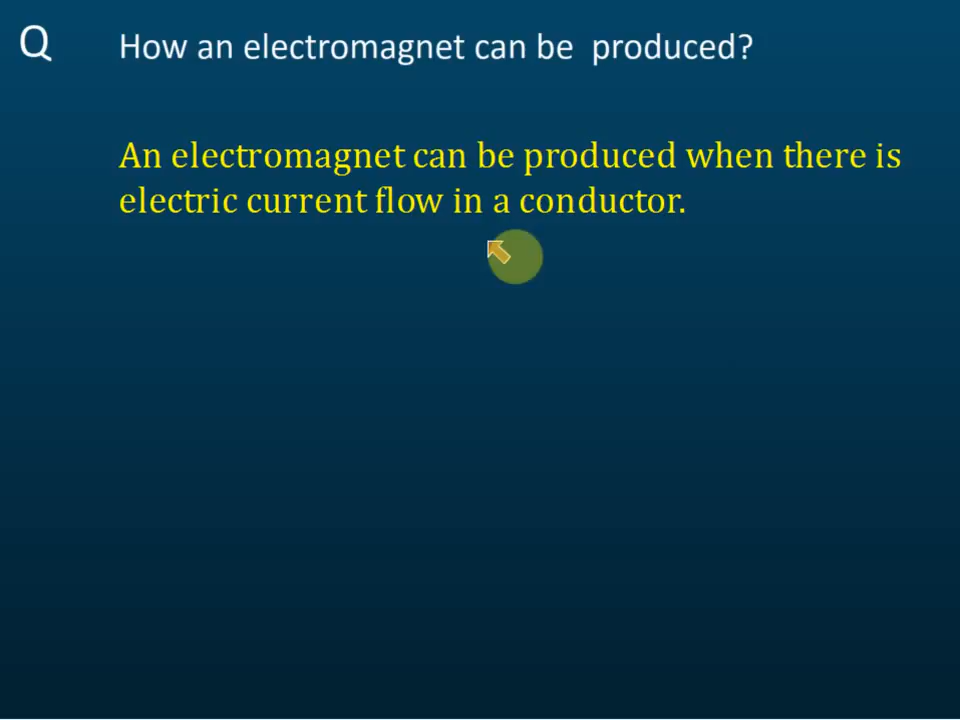 Q How an electromagnet can be produced?
An electromagnet can be produced when there is
electric current flow in a conductor.